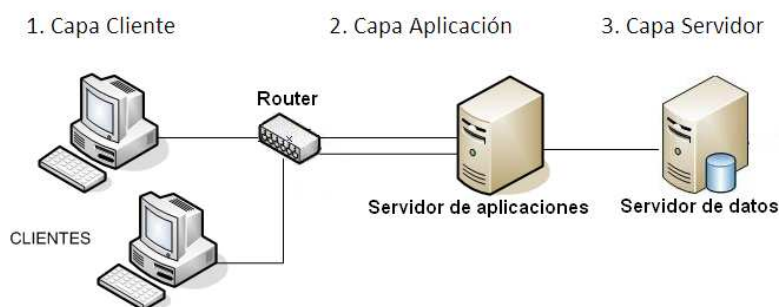 1. Capa Cliente
2. Capa Aplicación
3. Capa Servidor
Router
Servidor de aplicaciones
Servidor de datos
CLIENTES